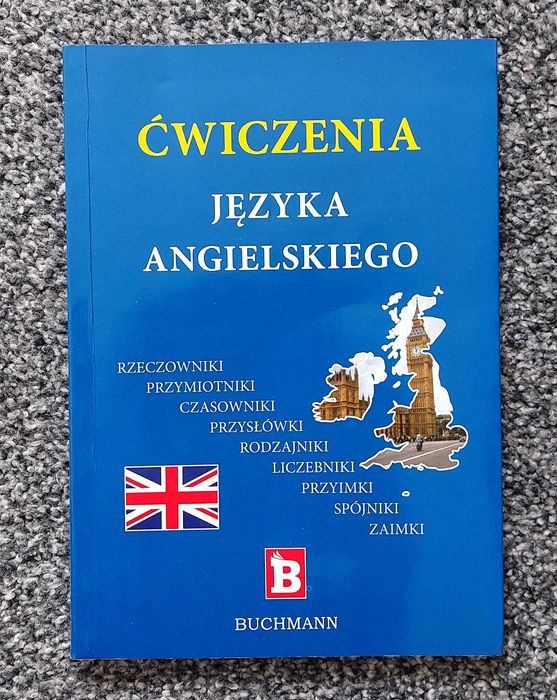 ĆWICZENIA
JĘZYKA
ANGIELSKIEGO
RZECZOWNIKI
PRZYMIOTNIKI
CZASOWNIKI
PRZYSŁÓWKI
RODZAJNIKI
LICZEBNIKI
PRZYIMKI
SPÓJNIKI
ZAIMKI
B
BUCHMANN